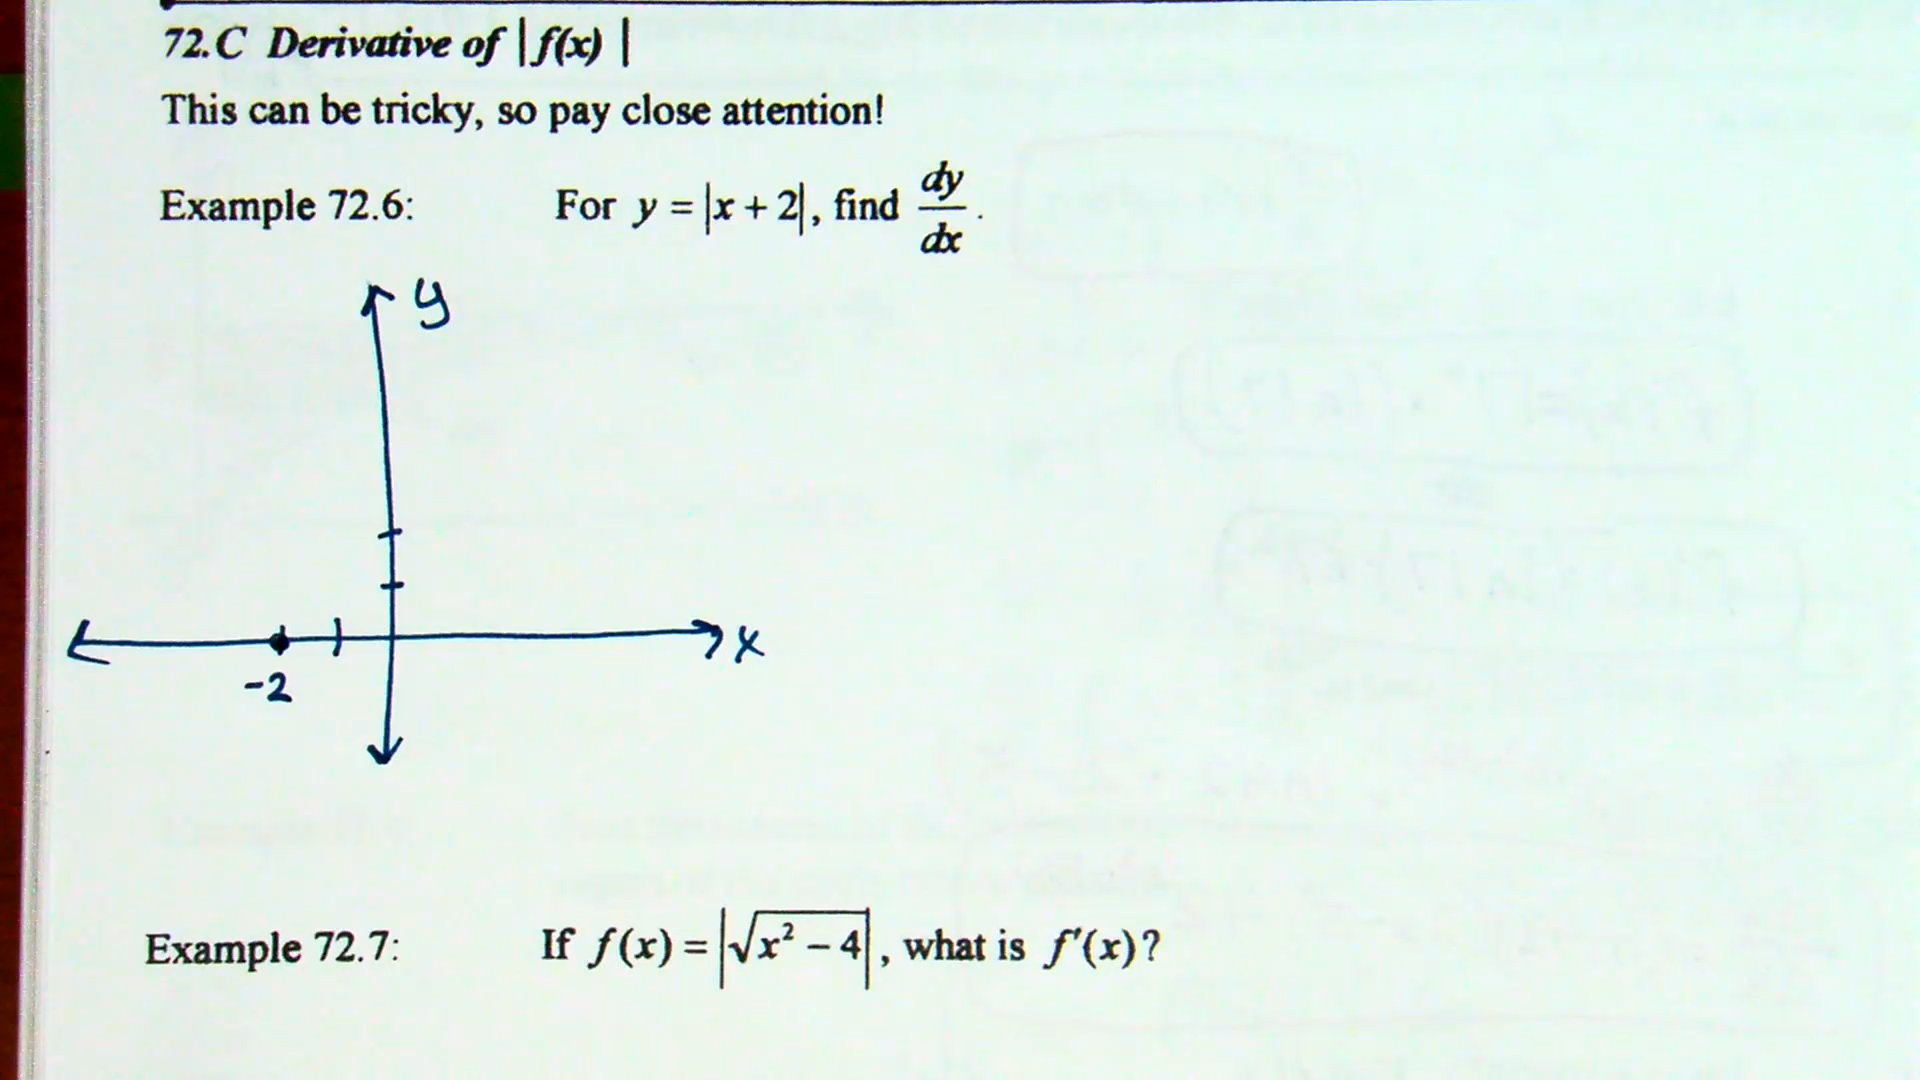 72.C Derivative of | f(x) |
This can be tricky, so pay close attention!
Example 72.6: For y = |x + 2|, find dy/dx.
y
x
-2
Example 72.7: If f(x) = |√(x² − 4)|, what is f′(x)?